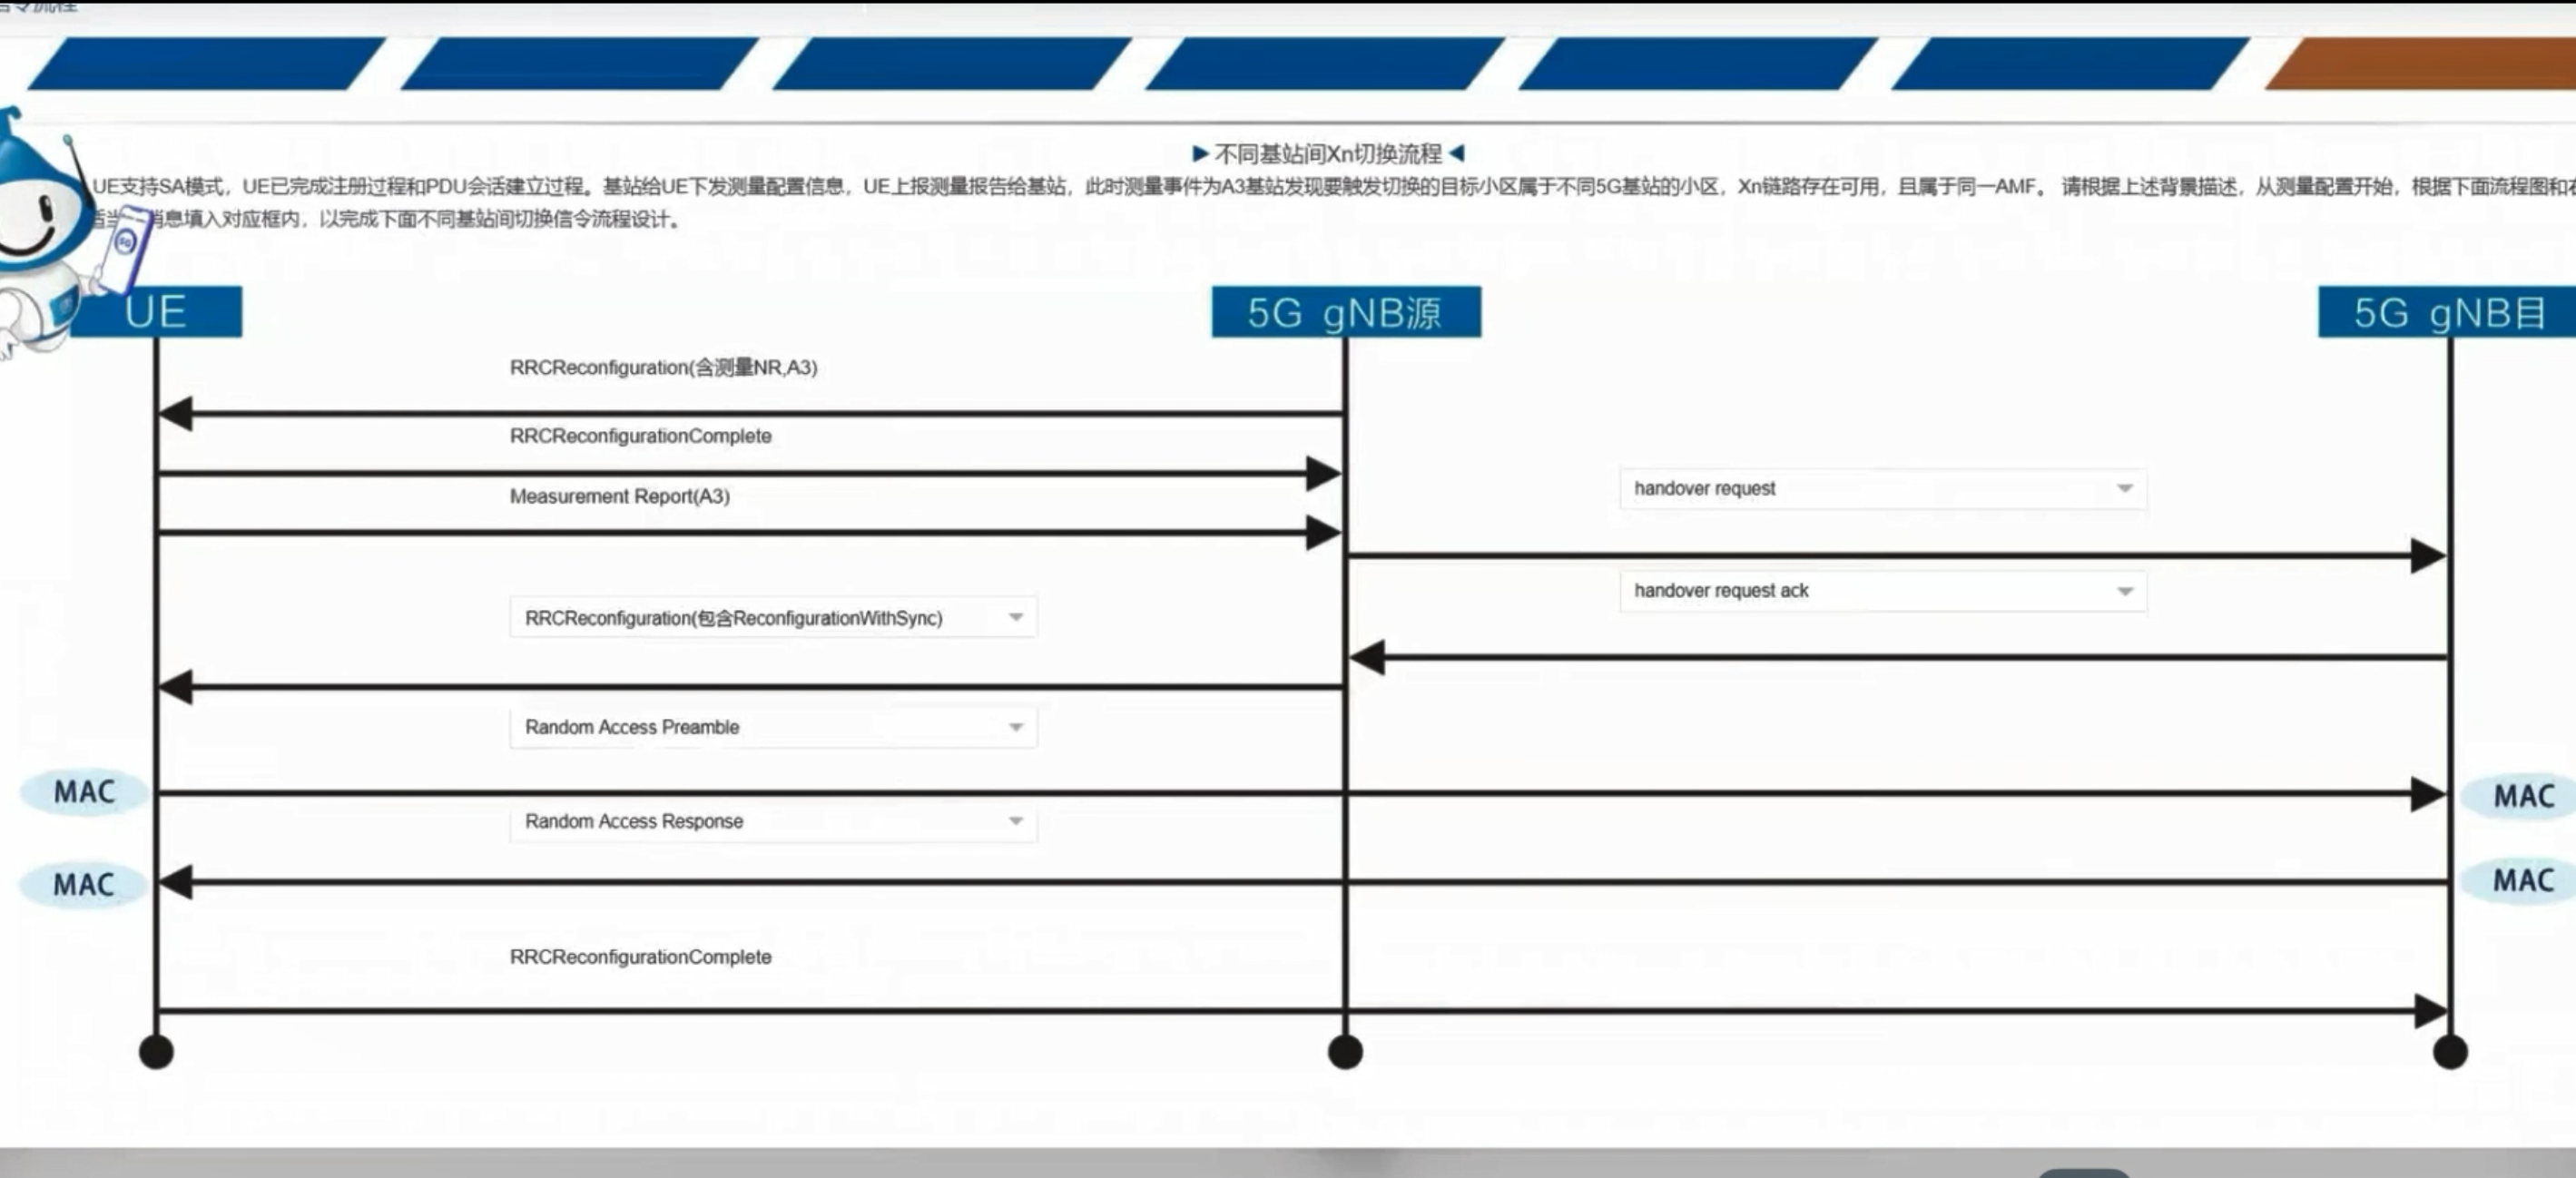 ▶不同基站间Xn切换流程◀
UE支持SA模式，UE已完成注册过程和PDU会话建立过程。基站给UE下发测量配置信息，UE上报测量报告给基站，此时测量事件为A3基站发现要触发切换的目标小区属于不同5G基站的小区，Xn链路存在可用，且属于同一AMF。 请根据上述背景描述，从测量配置开始，根据下面流程图和
消息填入对应框内，以完成下面不同基站间切换信令流程设计。
5G
UE
5G gNB源
5G gNB目
RRCReconfiguration(含测量NR,A3)
RRCReconfigurationComplete
handover request
Measurement Report(A3)
handover request ack
RRCReconfiguration(包含ReconfigurationWithSync)
Random Access Preamble
MAC
MAC
Random Access Response
MAC
MAC
RRCReconfigurationComplete